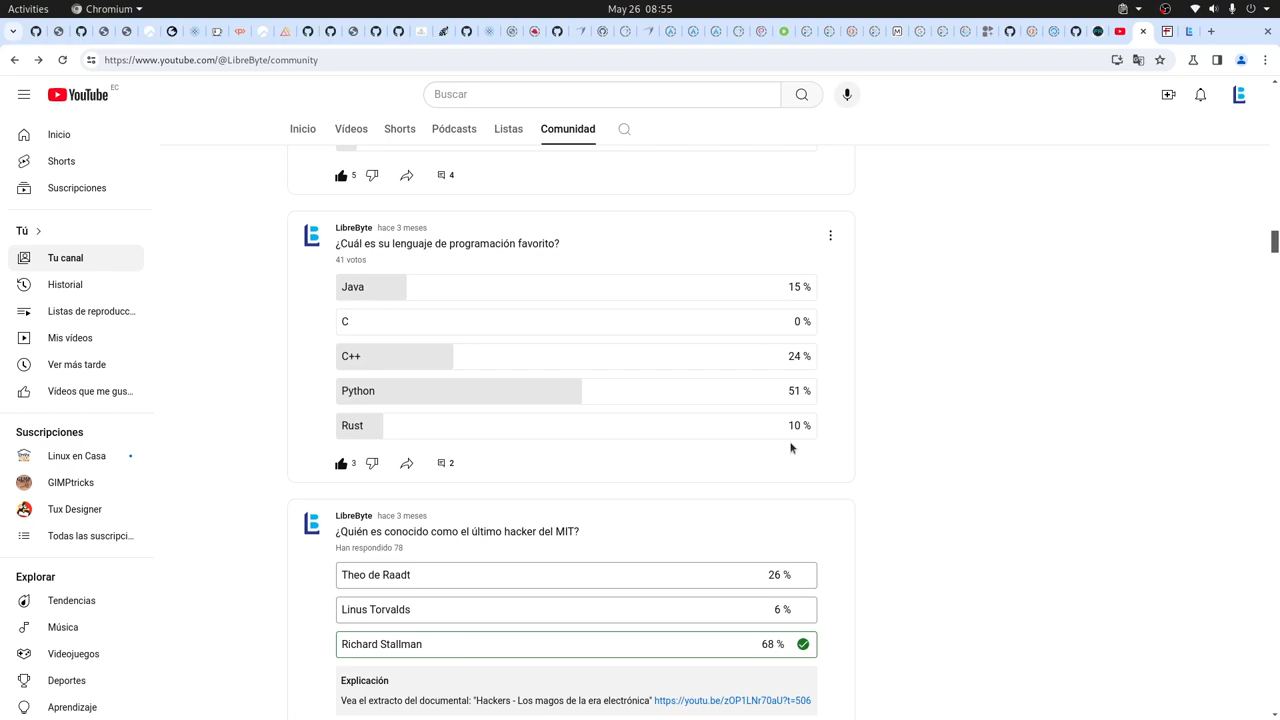 Activities
Chromium
May 26 08:55
https://www.youtube.com/@LibreByte/community
YouTube EC
Buscar
Inicio
Vídeos
Shorts
Pódcasts
Listas
Comunidad
Inicio
Shorts
Suscripciones
Tú
Tu canal
Historial
Listas de reproducc...
Mis vídeos
Ver más tarde
Vídeos que me gus...
Suscripciones
Linux en Casa
GIMPtricks
Tux Designer
Todas las suscripci...
Explorar
Tendencias
Música
Videojuegos
Deportes
Aprendizaje
5
4
LibreByte hace 3 meses
¿Cuál es su lenguaje de programación favorito?
41 votos
Java 15 %
C 0 %
C++ 24 %
Python 51 %
Rust 10 %
3
2
LibreByte hace 3 meses
¿Quién es conocido como el último hacker del MIT?
Han respondido 78
Theo de Raadt 26 %
Linus Torvalds 6 %
Richard Stallman 68 %
Explicación
Vea el extracto del documental: "Hackers - Los magos de la era electrónica" https://youtu.be/zOP1LNr70aU?t=506